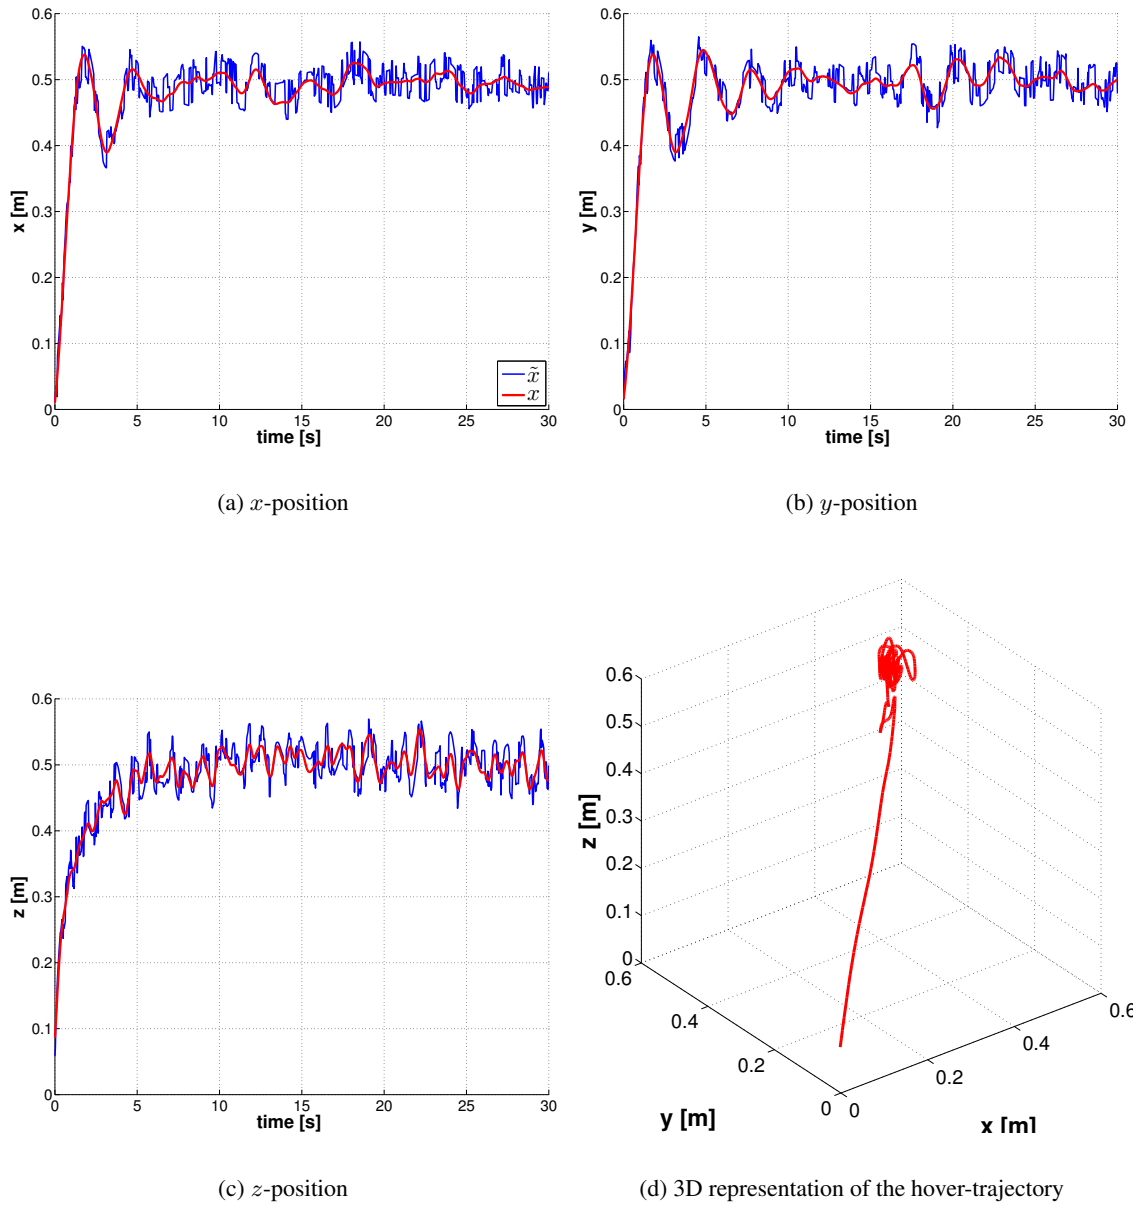 0.6
0.5
0.4
0.3
0.2
0.1
0
x [m]
0 5 10 15 20 25 30
time [s]
x̃
x
(a) x-position
0.6
0.5
0.4
0.3
0.2
0.1
0
y [m]
0 5 10 15 20 25 30
time [s]
(b) y-position
0.6
0.5
0.4
0.3
0.2
0.1
0
z [m]
0 5 10 15 20 25 30
time [s]
(c) z-position
0.6
0.5
0.4
0.3
0.2
0.1
0
z [m]
0.6
0.4
0.2
0
y [m]
0
0.2
0.4
0.6
x [m]
(d) 3D representation of the hover-trajectory